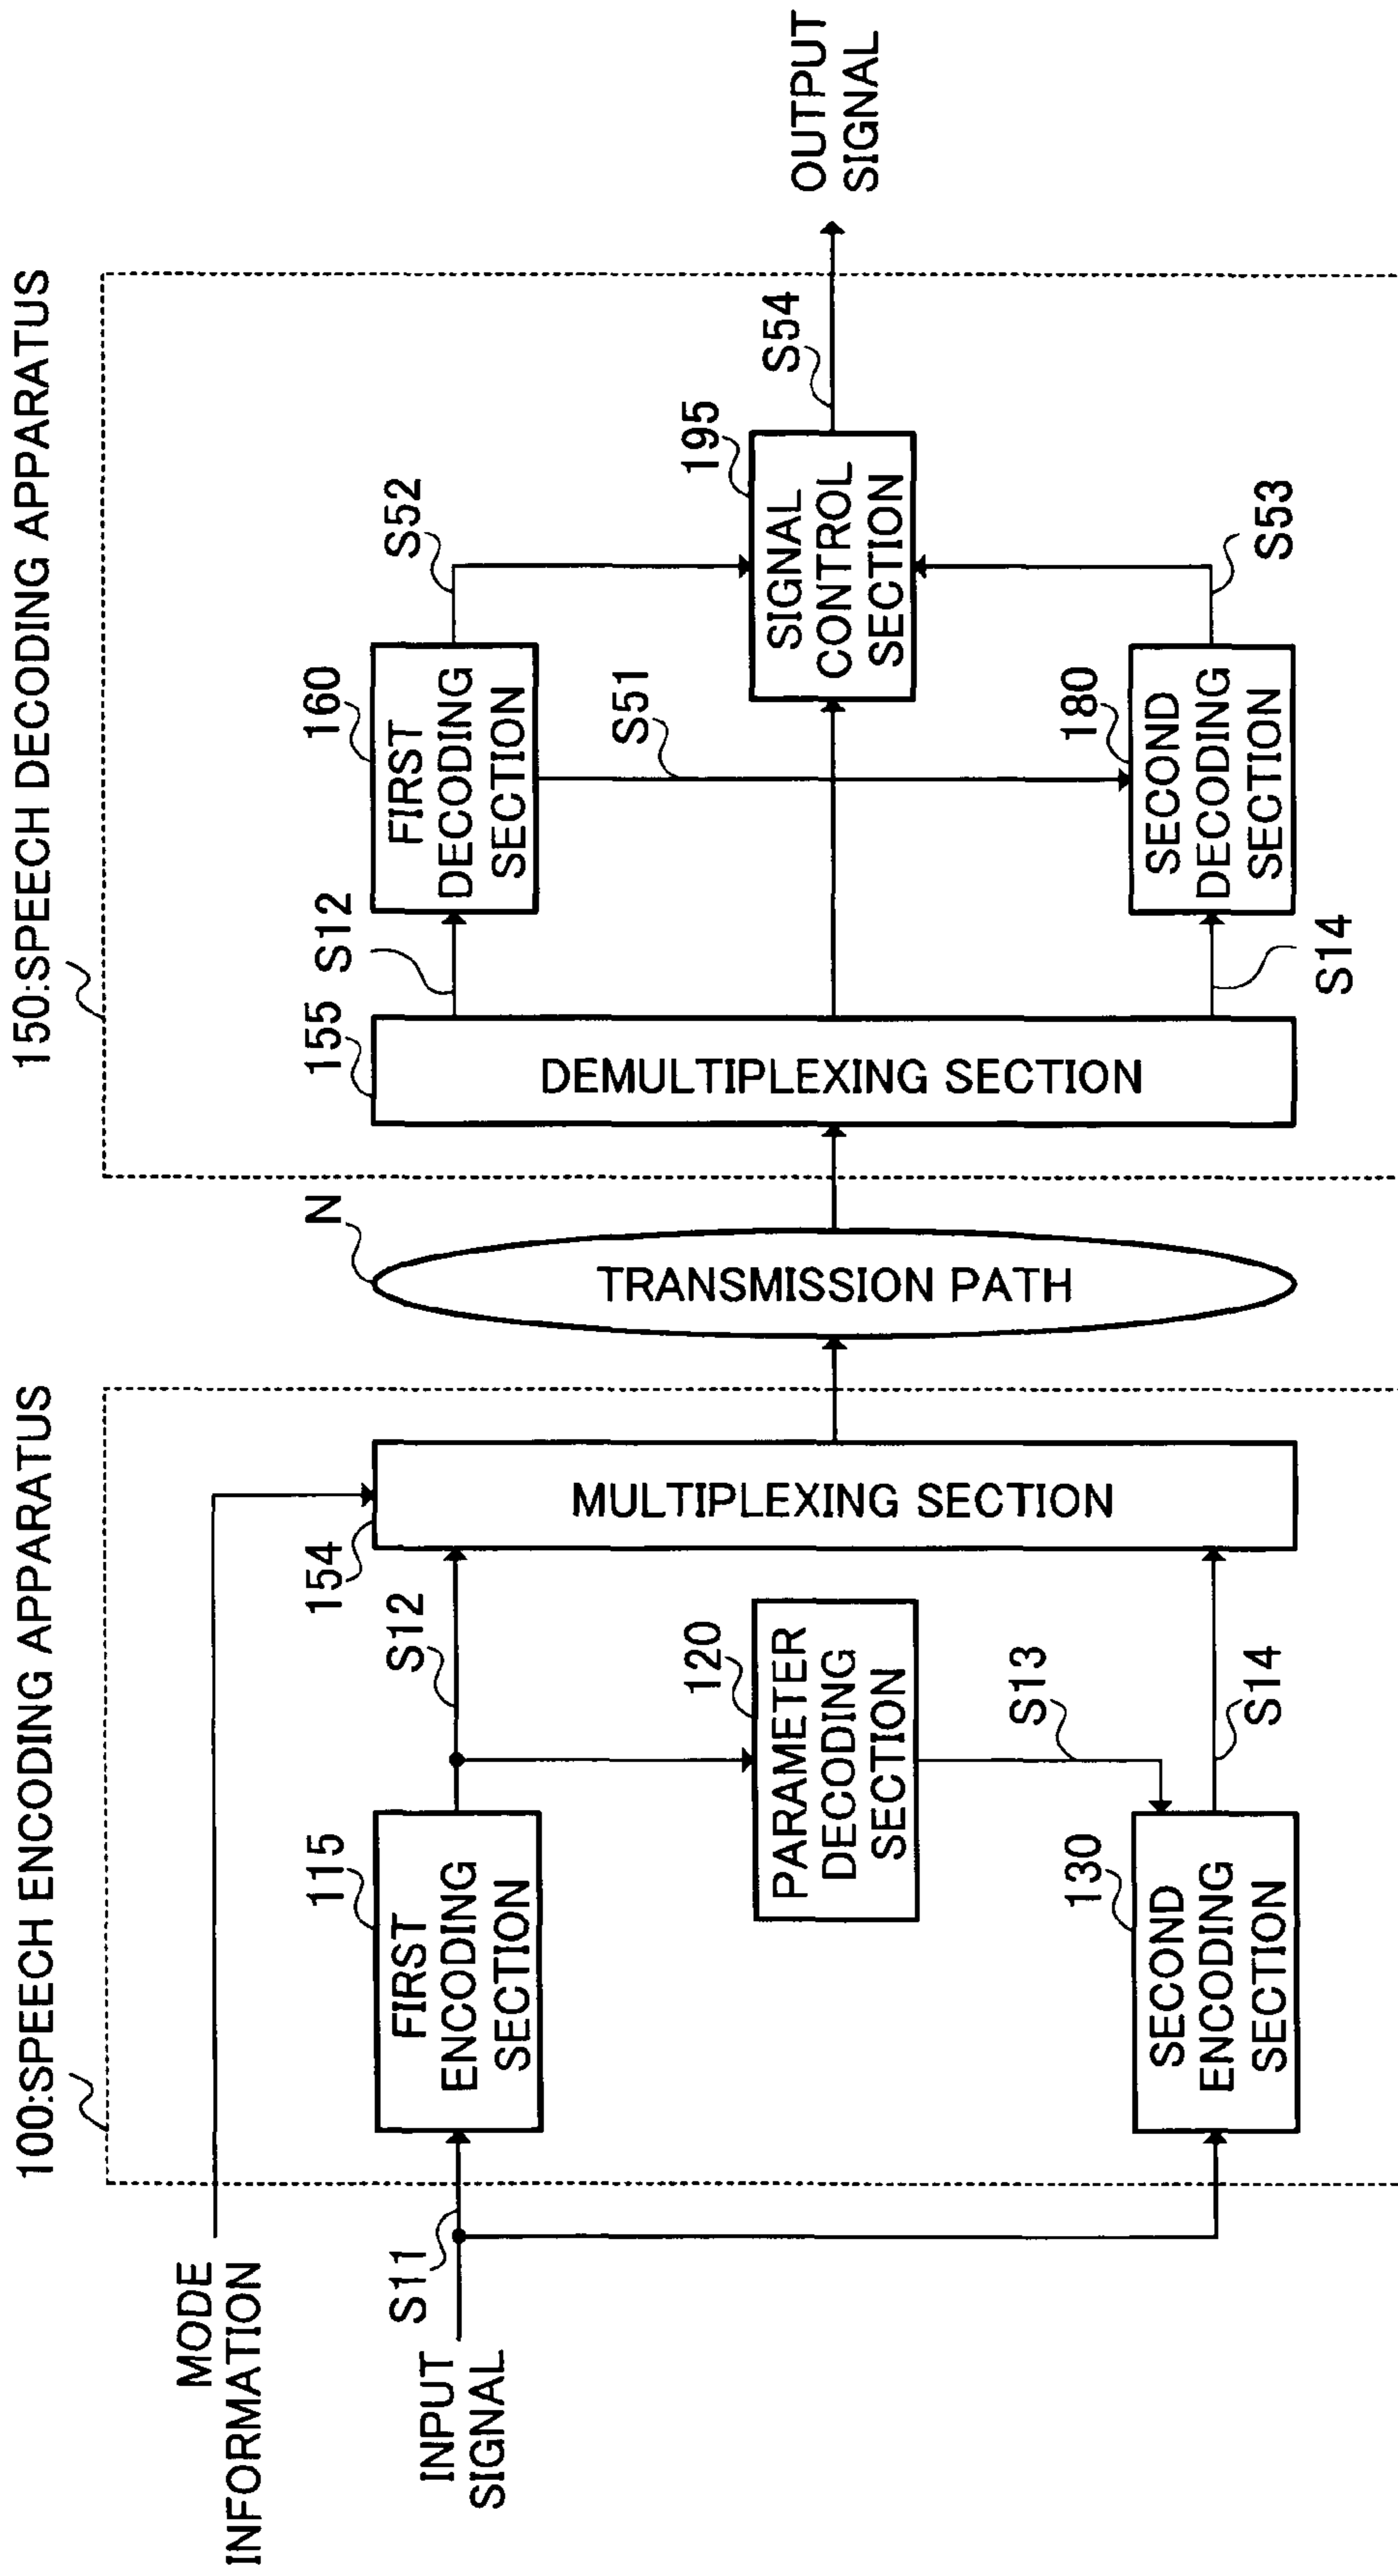 100:SPEECH ENCODING APPARATUS
MODE
INFORMATION
INPUT
SIGNAL
S11
115
FIRST
ENCODING
SECTION
S12
120
PARAMETER
DECODING
SECTION
S13
130
SECOND
ENCODING
SECTION
S14
154
MULTIPLEXING SECTION
N
TRANSMISSION PATH
150:SPEECH DECODING APPARATUS
155
DEMULTIPLEXING SECTION
S12
160
FIRST
DECODING
SECTION
S52
S51
195
SIGNAL
CONTROL
SECTION
S54
S14
180
SECOND
DECODING
SECTION
S53
OUTPUT
SIGNAL